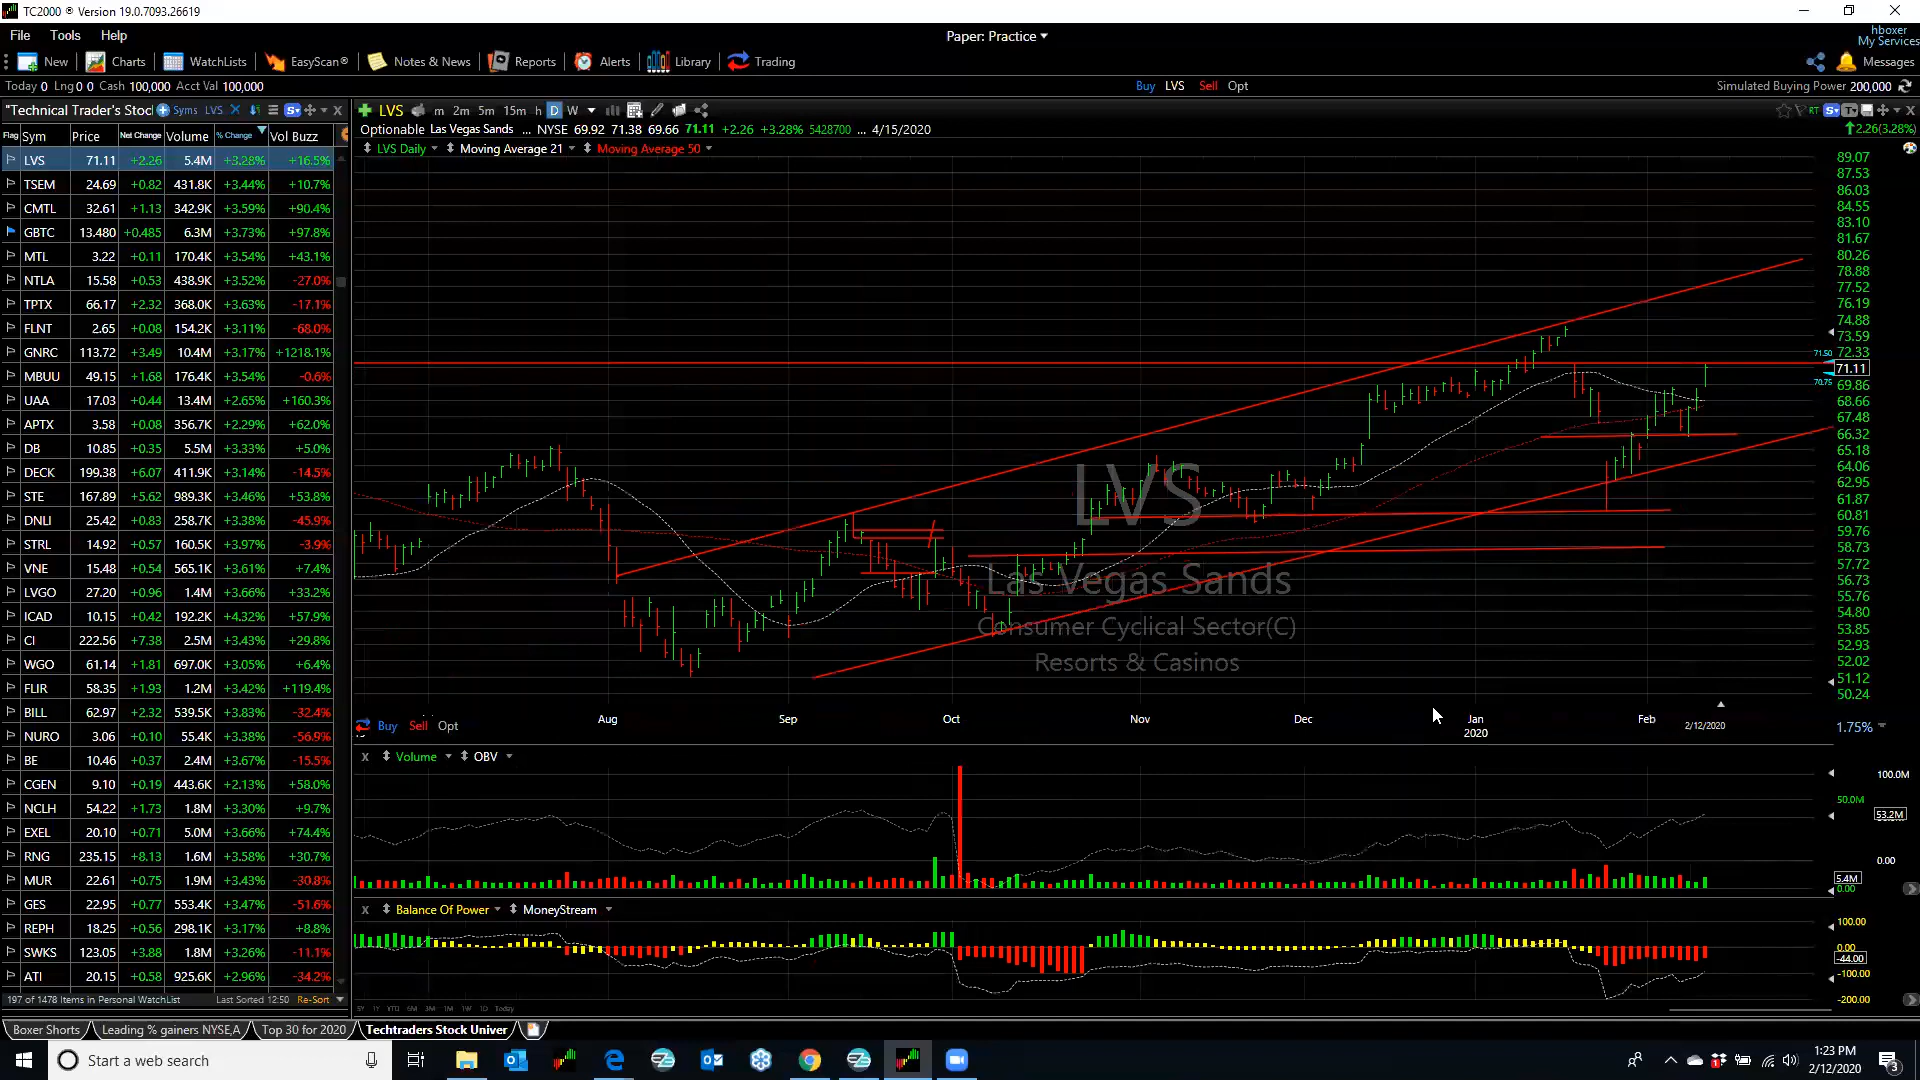 TC2000 ® Version 19.0.7093.26619
File Tools Help
Paper: Practice
hboxer
My Services
New Charts WatchLists EasyScan® Notes & News Reports Alerts Library Trading Messages
Today 0 Lng 0 0 Cash 100,000 Acct Val 100,000
Buy LVS Sell Opt
Simulated Buying Power 200,000
"Technical Trader's Stock Syms LVS
LVS m 2m 5m 15m h D W
RT
Flag Sym Price Net Change Volume % Change Vol Buzz
Optionable Las Vegas Sands ... NYSE 69.92 71.38 69.66 71.11 +2.26 +3.28% 5428700 ... 4/15/2020
2.26(3.28%)
LVS Daily Moving Average 21 Moving Average 50
LVS 71.11 +2.26 5.4M +3.28% +16.5%
TSEM 24.69 +0.82 431.8K +3.44% +10.7%
CMTL 32.61 +1.13 342.9K +3.59% +90.4%
GBTC 13.480 +0.485 6.3M +3.73% +97.8%
MTL 3.22 +0.11 170.4K +3.54% +43.1%
NTLA 15.58 +0.53 438.9K +3.52% -27.0%
TPTX 66.17 +2.32 368.0K +3.63% -17.1%
FLNT 2.65 +0.08 154.2K +3.11% -68.0%
GNRC 113.72 +3.49 10.4M +3.17% +1218.1%
MBUU 49.15 +1.68 176.4K +3.54% -0.6%
UAA 17.03 +0.44 13.4M +2.65% +160.3%
APTX 3.58 +0.08 356.7K +2.29% +62.0%
DB 10.85 +0.35 5.5M +3.33% +5.0%
DECK 199.38 +6.07 411.9K +3.14% -14.5%
STE 167.89 +5.62 989.3K +3.46% +53.8%
DNLI 25.42 +0.83 258.7K +3.38% -45.9%
STRL 14.92 +0.57 160.5K +3.97% -3.9%
VNE 15.48 +0.54 565.1K +3.61% +7.4%
LVGO 27.20 +0.96 1.4M +3.66% +33.2%
ICAD 10.15 +0.42 192.2K +4.32% +57.9%
CI 222.56 +7.38 2.5M +3.43% +29.8%
WGO 61.14 +1.81 697.0K +3.05% +6.4%
FLIR 58.35 +1.93 1.2M +3.42% +119.4%
BILL 62.97 +2.32 539.5K +3.83% -32.4%
NURO 3.06 +0.10 55.4K +3.38% -56.9%
BE 10.46 +0.37 2.4M +3.67% -15.5%
CGEN 9.10 +0.19 443.6K +2.13% +58.0%
NCLH 54.22 +1.73 1.8M +3.30% +9.7%
EXEL 20.10 +0.71 5.0M +3.66% +74.4%
RNG 235.15 +8.13 1.6M +3.58% +30.7%
MUR 22.61 +0.75 1.9M +3.43% -30.8%
GES 22.95 +0.77 553.4K +3.47% -51.6%
REPH 18.25 +0.56 298.1K +3.17% +8.8%
SWKS 123.05 +3.88 1.8M +3.26% -11.1%
ATI 20.15 +0.58 925.6K +2.96% -34.2%
197 of 1478 Items in Personal WatchList Last Sorted 12:50 Re-Sort
89.07
87.53
86.03
84.55
83.10
81.67
80.26
78.88
77.52
76.19
74.88
73.59
72.33
71.50
71.11
70.75
69.86
68.66
67.48
66.32
65.18
64.06
62.95
61.87
60.81
59.76
58.73
57.72
56.73
55.76
54.80
53.85
52.93
52.02
51.12
50.24
LVS
Las Vegas Sands
Consumer Cyclical Sector(C)
Resorts & Casinos
Buy Sell Opt
Aug Sep Oct Nov Dec Jan Feb
2020
2/12/2020
1.75%
x Volume OBV
100.0M
50.0M
53.2M
0.00
5.4M
0.00
x Balance Of Power MoneyStream
100.00
0.00
-44.00
-100.00
-200.00
5Y 1Y YTD 6M 3M 1M 1W 1D Today
Boxer Shorts Leading % gainers NYSE,A Top 30 for 2020 Techtraders Stock Univer
Start a web search
1:23 PM
2/12/2020
3